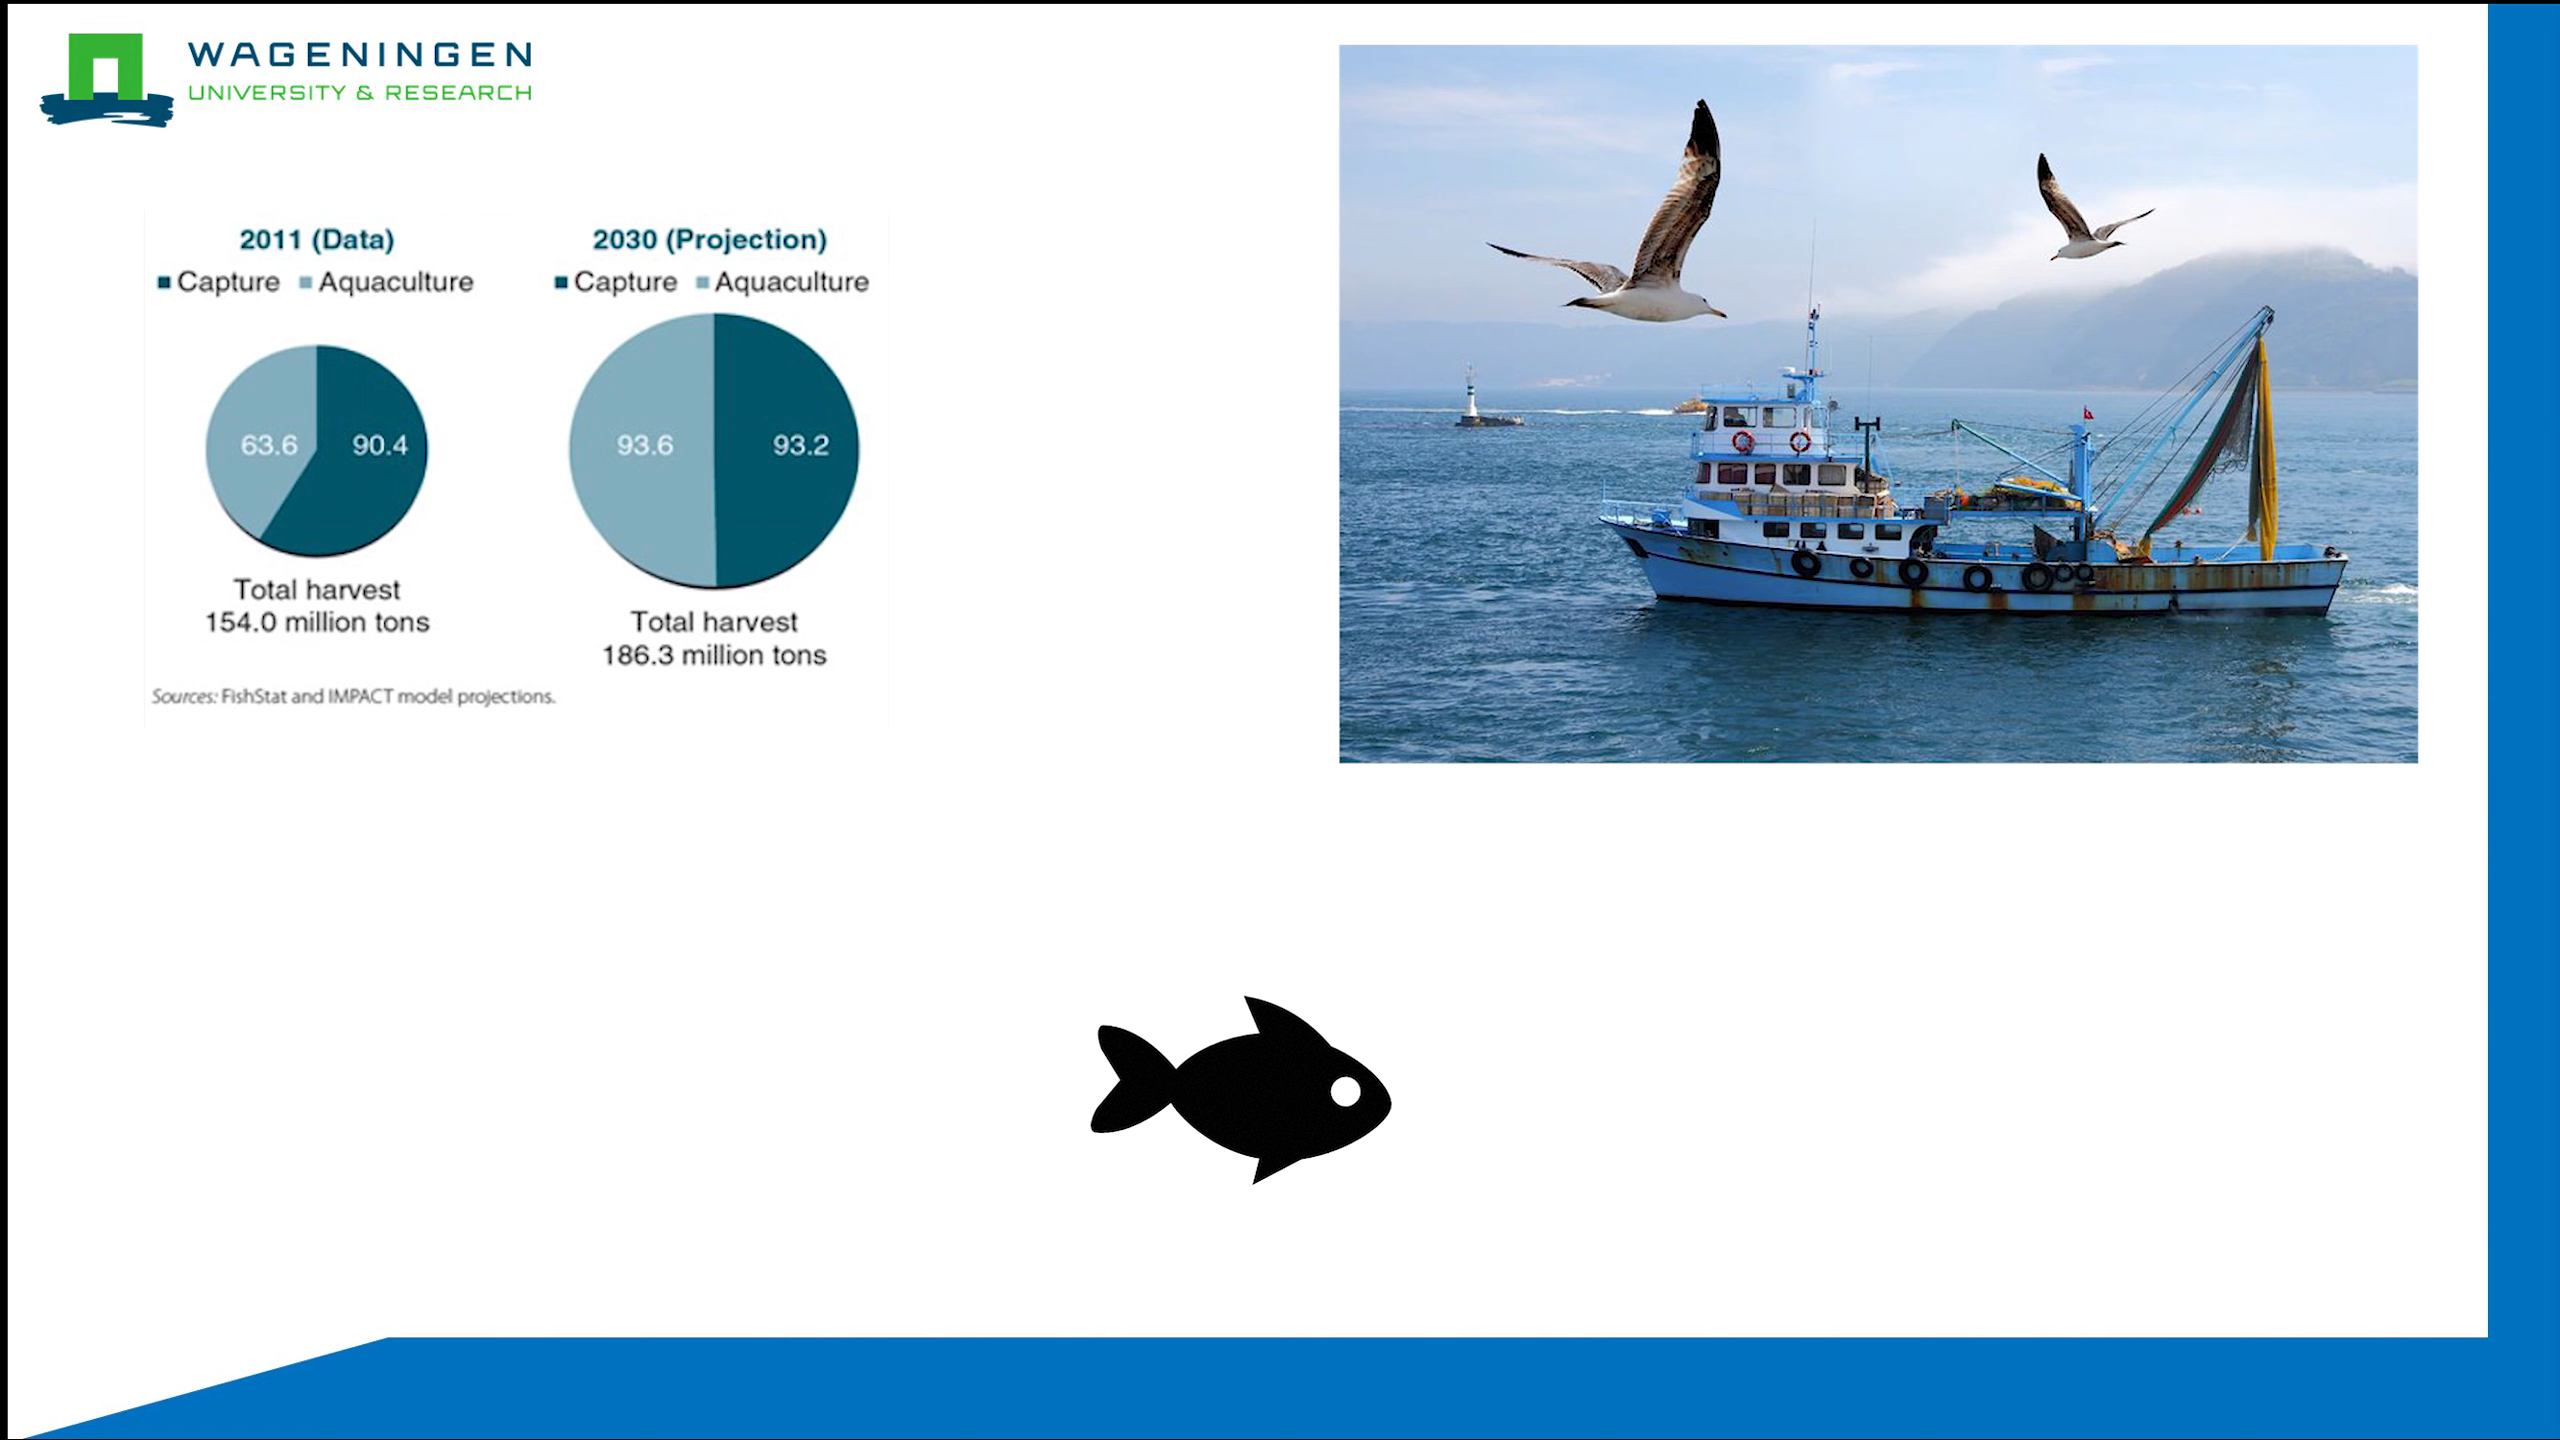 WAGENINGEN
UNIVERSITY & RESEARCH
2011 (Data)
Capture Aquaculture
63.6 90.4
Total harvest
154.0 million tons
2030 (Projection)
Capture Aquaculture
93.6 93.2
Total harvest
186.3 million tons
Sources: FishStat and IMPACT model projections.